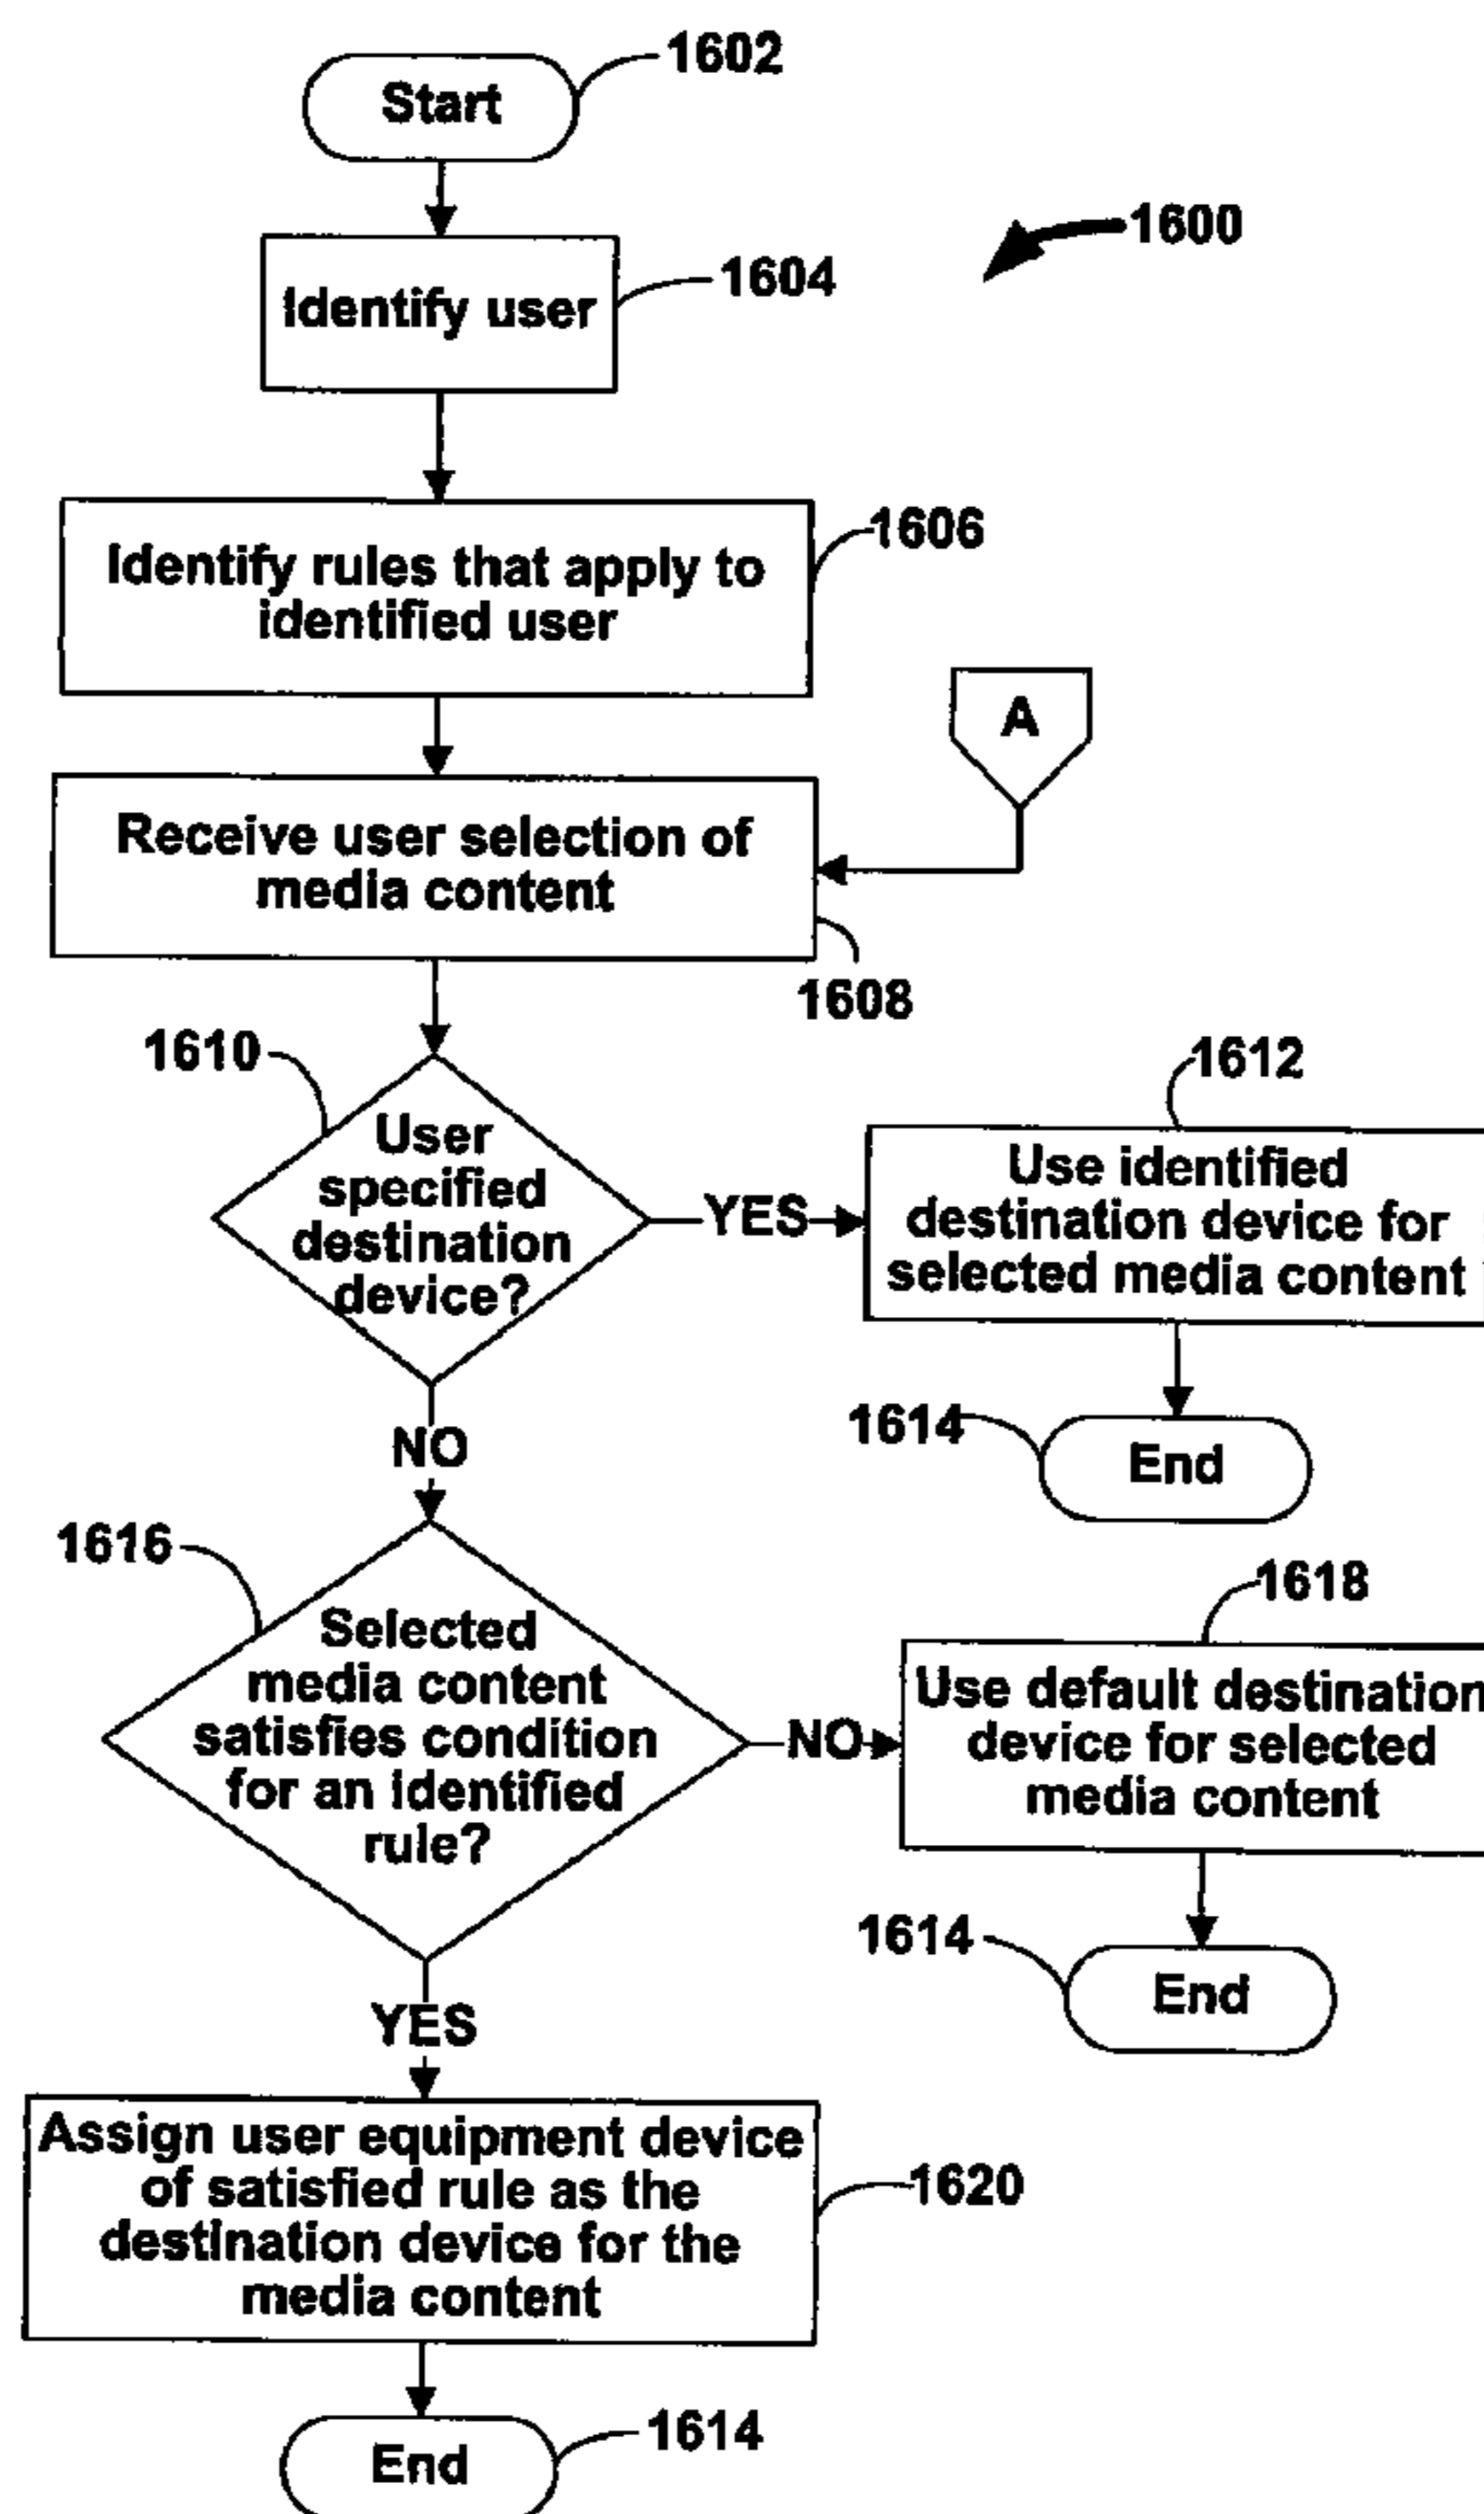 1602
Start
1600
1604
Identify user
1606
Identify rules that apply to
identified user
A
Receive user selection of
media content
1608
1610
1612
User
specified
destination
device?
YES
Use identified
destination device for
selected media content
1614
End
NO
1616
1618
Selected
media content
satisfies condition
for an identified
rule?
NO
Use default destination
device for selected
media content
1614
End
YES
Assign user equipment device
of satisfied rule as the
destination device for the
media content
1620
1614
End